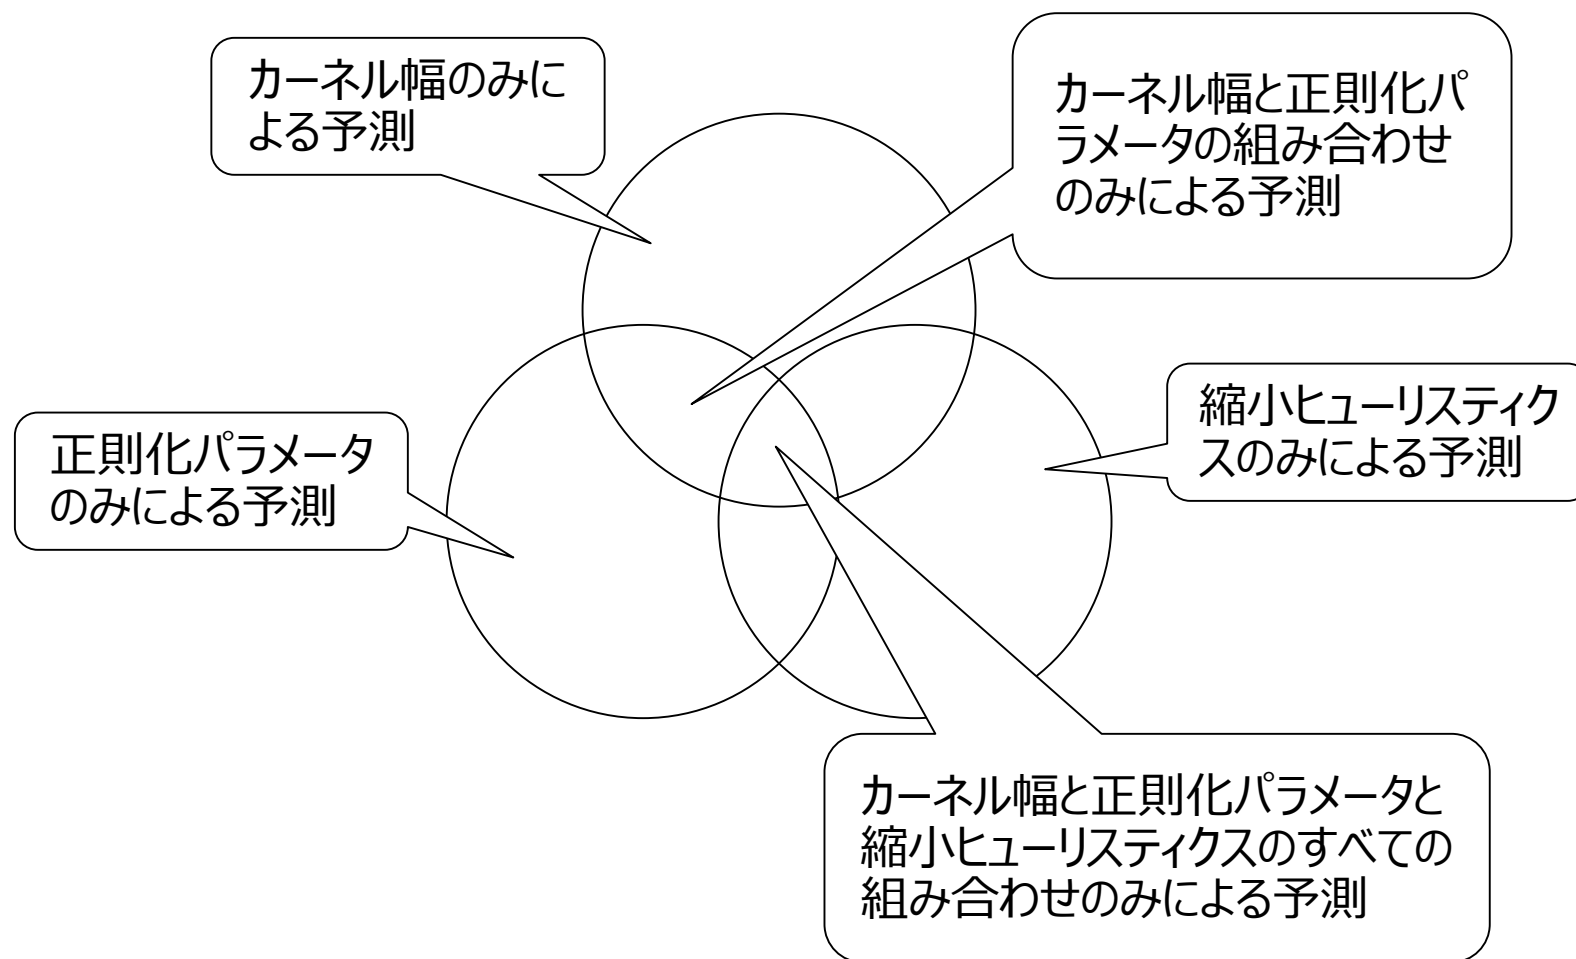 カーネル幅のみに
よる予測
カーネル幅と正則化パ
ラメータの組み合わせ
のみによる予測
縮小ヒューリスティク
スのみによる予測
正則化パラメータ
のみによる予測
カーネル幅と正則化パラメータと
縮小ヒューリスティクスのすべての
組み合わせのみによる予測